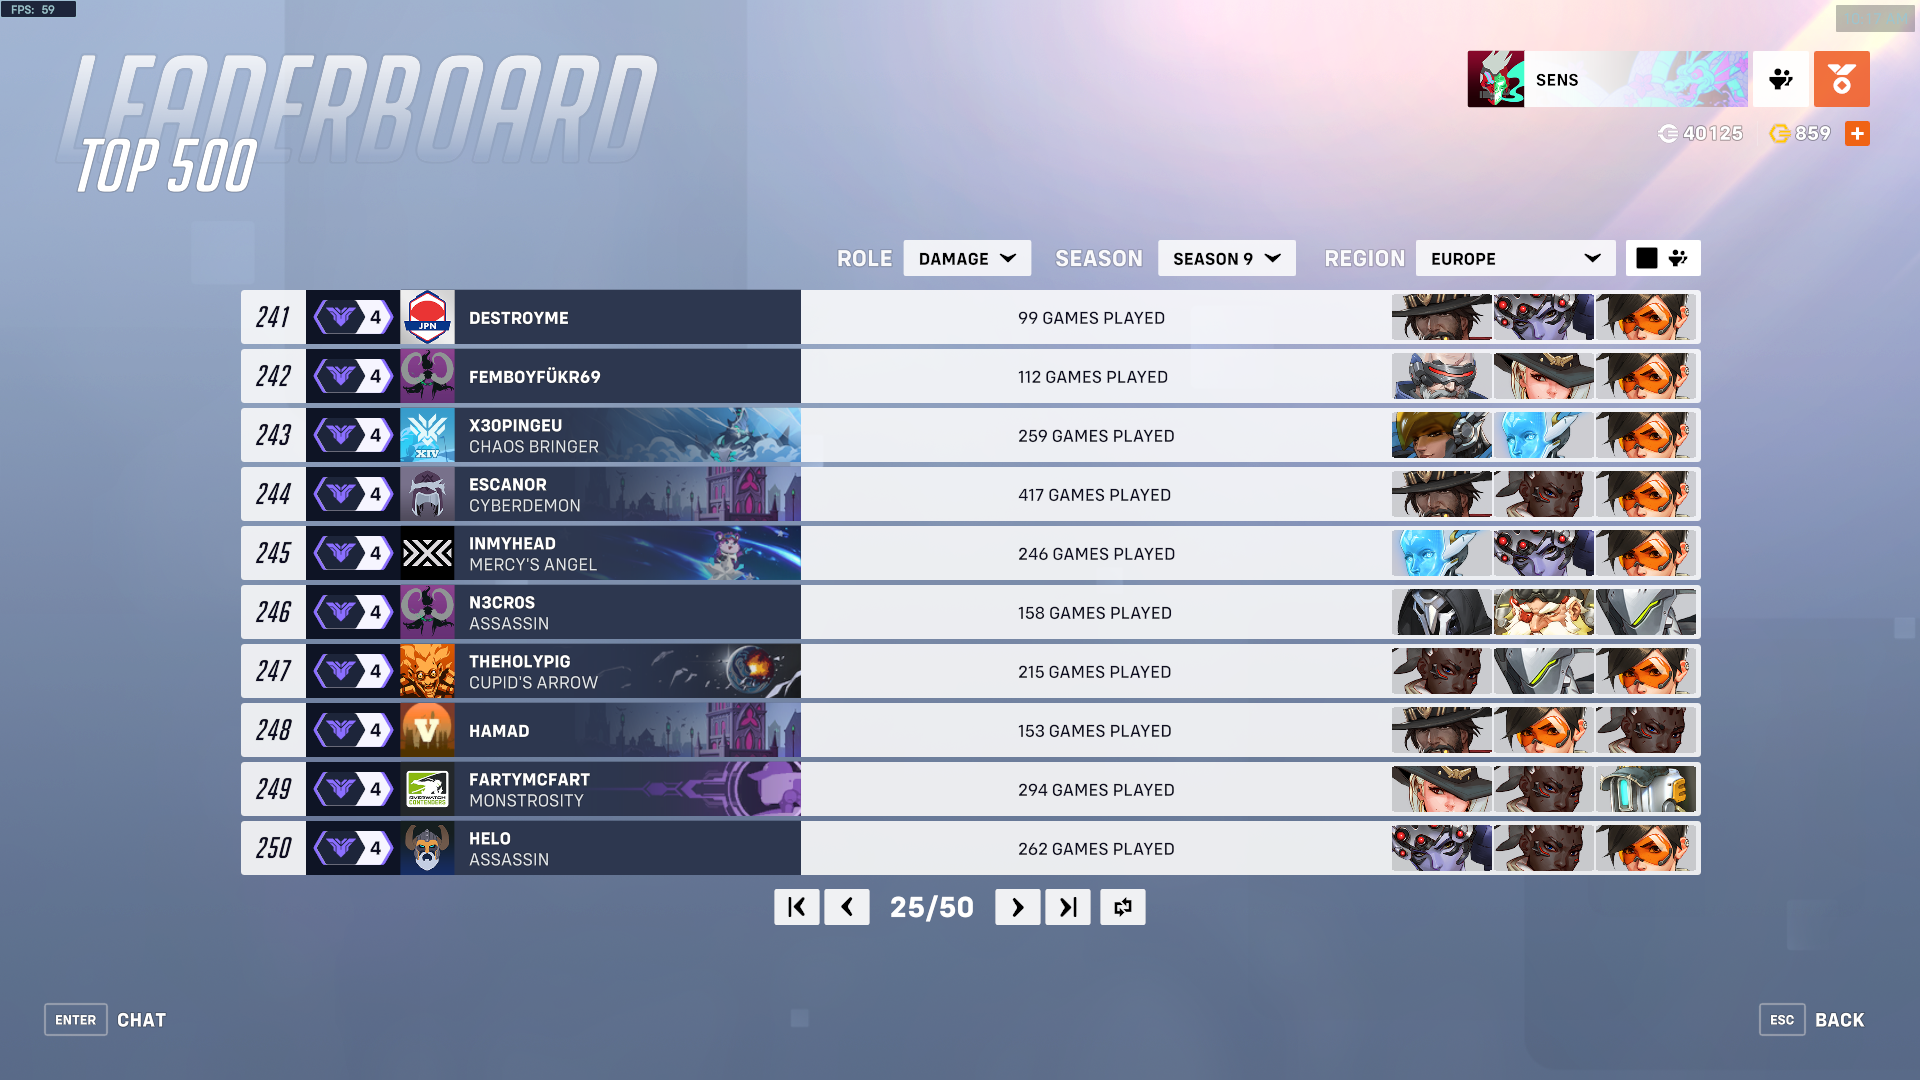 FPS: 59
LEADERBOARD
TOP 500
SENS
40125 859
ROLE DAMAGE SEASON SEASON 9 REGION EUROPE
241 4 JPN DESTROYME 99 GAMES PLAYED
242 4 FEMBOYFÜKR69 112 GAMES PLAYED
243 4 XIV X30PINGEU CHAOS BRINGER 259 GAMES PLAYED
244 4 ESCANOR CYBERDEMON 417 GAMES PLAYED
245 4 INMYHEAD MERCY'S ANGEL 246 GAMES PLAYED
246 4 N3CROS ASSASSIN 158 GAMES PLAYED
247 4 THEHOLYPIG CUPID'S ARROW 215 GAMES PLAYED
248 4 V HAMAD 153 GAMES PLAYED
249 4 OVERWATCH CONTENDERS FARTYMCFART MONSTROSITY 294 GAMES PLAYED
250 4 HELO ASSASSIN 262 GAMES PLAYED
25/50
ENTER CHAT
ESC BACK